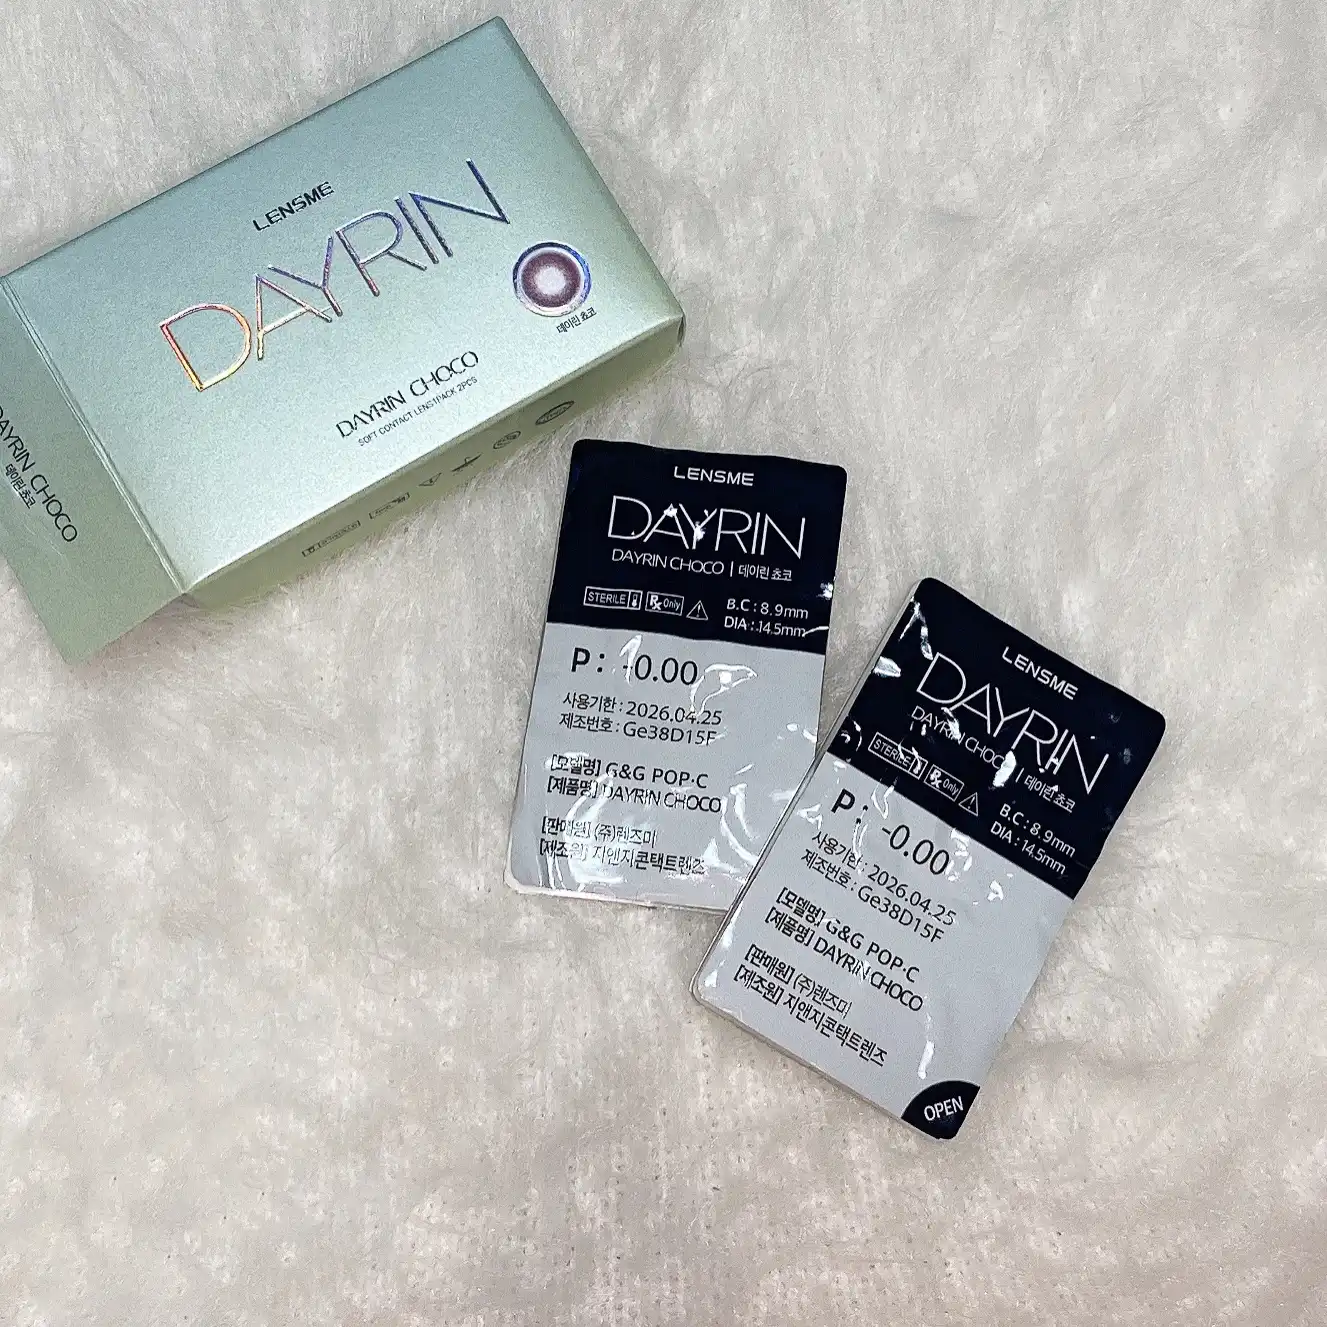 LENSME
DAYRIN
데이린 쵸코
DAYRIN CHOCO
SOFT CONTACT LENS 1PACK 2PCS
DAYRIN CHOCO
데이린 쵸코
LENSME
DAYRIN
DAYRIN CHOCO | 데이린 쵸코
STERILE
Rx Only
B.C : 8.9mm
DIA : 14.5mm
P : -0.00
사용기한 : 2026.04.25
제조번호 : Ge38D15F
[모델명] G&G POP·C
[제품명] DAYRIN CHOCO
[판매원] (주)렌즈미
[제조원] 지앤지콘택트렌즈
LENSME
DAYRIN
DAYRIN CHOCO | 데이린 쵸코
STERILE
Rx Only
B.C : 8.9mm
DIA : 14.5mm
P : -0.00
사용기한 : 2026.04.25
제조번호 : Ge38D15F
[모델명] G&G POP·C
[제품명] DAYRIN CHOCO
[판매원] (주)렌즈미
[제조원] 지앤지콘택트렌즈
OPEN